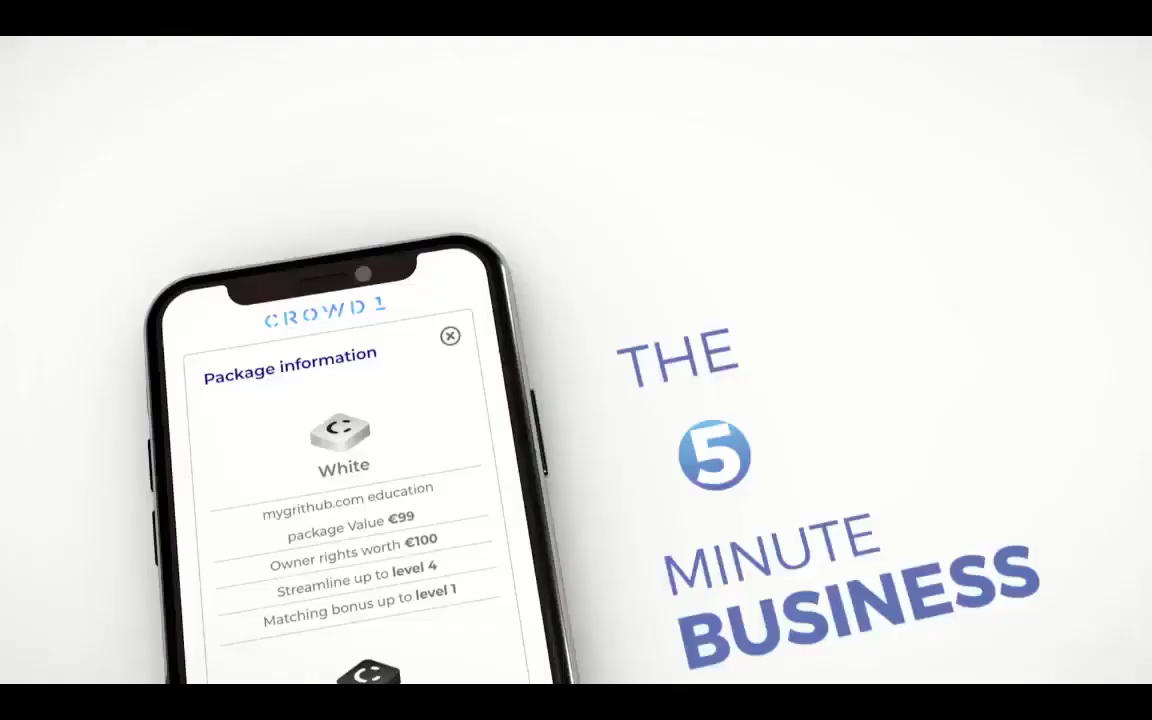 CROWD 1
Package information
White
mygrithub.com education
package Value €99
Owner rights worth €100
Streamline up to level 4
Matching bonus up to level 1
THE
5
MINUTE
BUSINESS